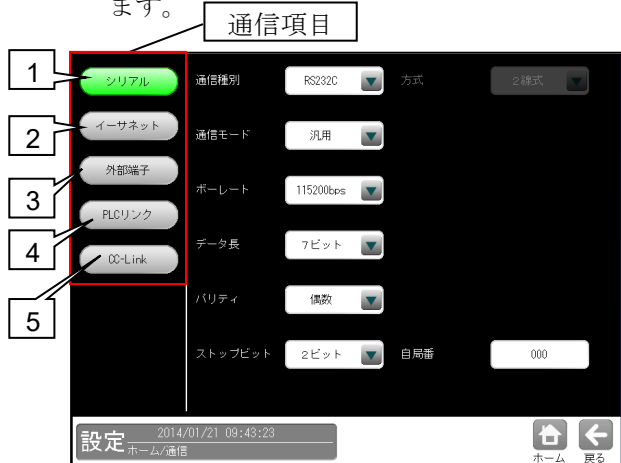 ます。
通信項目
1
2
3
4
5
シリアル
イーサネット
外部端子
PLCリンク
CC-Link
通信種別 RS232C 方式 2線式
通信モード 汎用
ボーレート 115200bps
データ長 7ビット
パリティ 偶数
ストップビット 2ビット 自局番 000
設定 2014/01/21 09:43:23
ホーム/通信
ホーム 戻る